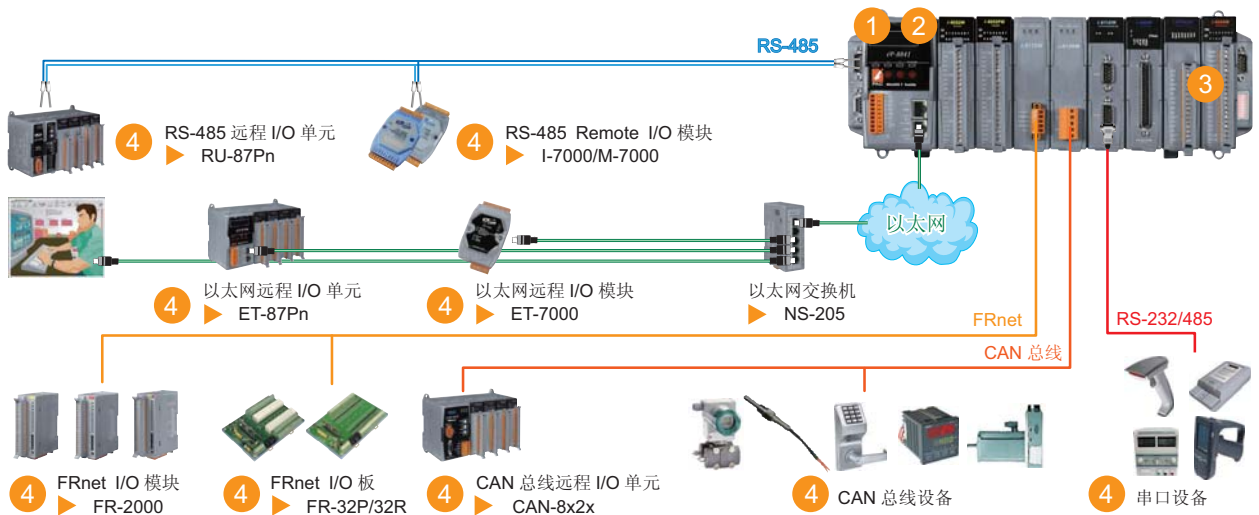 1
2
3
RS-485
4
RS-485 远程 I/O 单元
RU-87Pn
4
RS-485 Remote I/O 模块
I-7000/M-7000
以太网
4
以太网远程 I/O 单元
ET-87Pn
4
以太网远程 I/O 模块
ET-7000
以太网交换机
NS-205
FRnet
RS-232/485
CAN 总线
4
FRnet I/O 模块
FR-2000
4
FRnet I/O 板
FR-32P/32R
4
CAN 总线远程 I/O 单元
CAN-8x2x
4
CAN 总线设备
4
串口设备